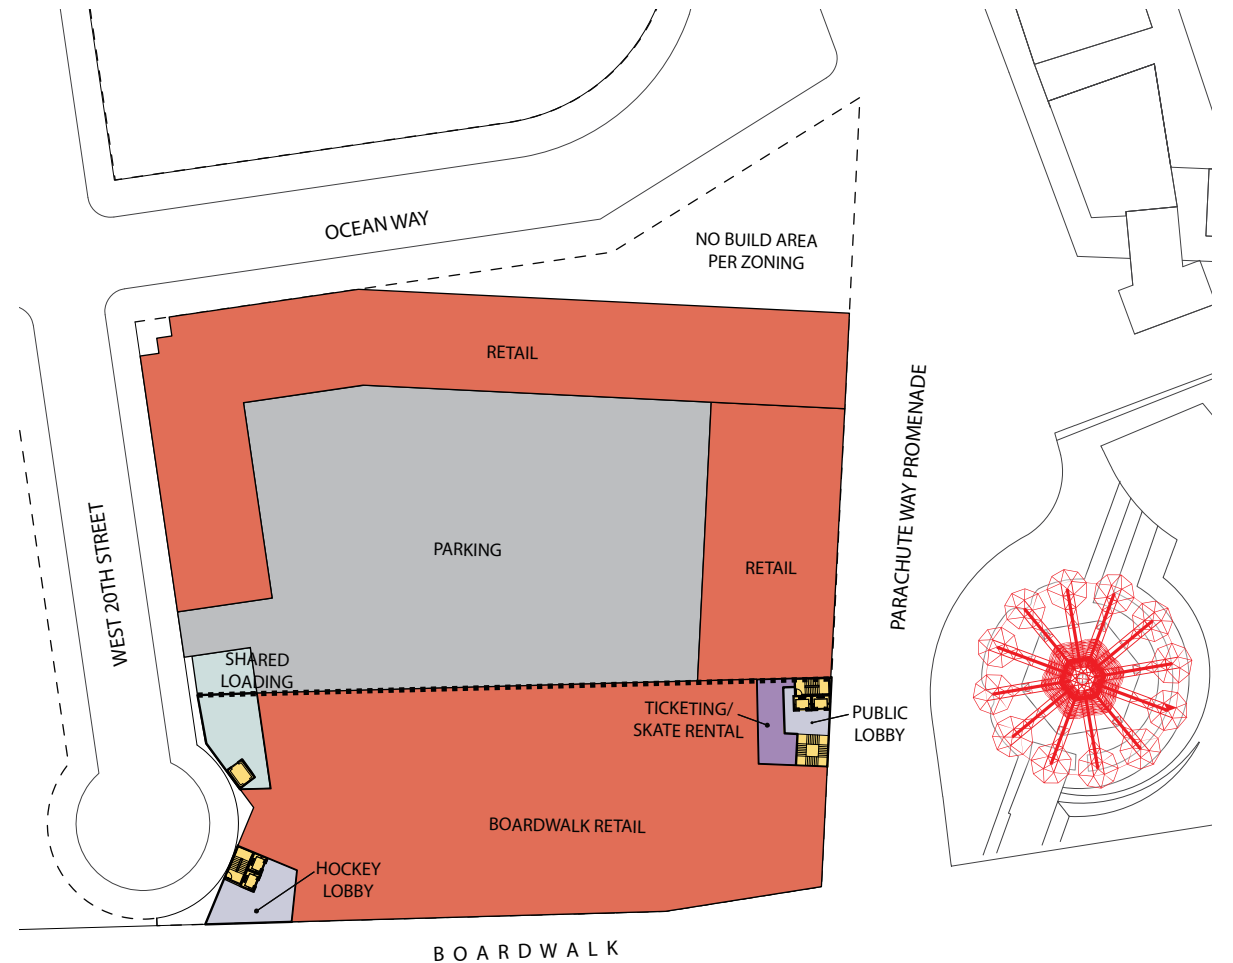 OCEAN WAY
NO BUILD AREA
PER ZONING
RETAIL
PARACHUTE WAY PROMENADE
WEST 20TH STREET
PARKING
RETAIL
SHARED
LOADING
TICKETING/
SKATE RENTAL
PUBLIC
LOBBY
BOARDWALK RETAIL
HOCKEY
LOBBY
BOARDWALK